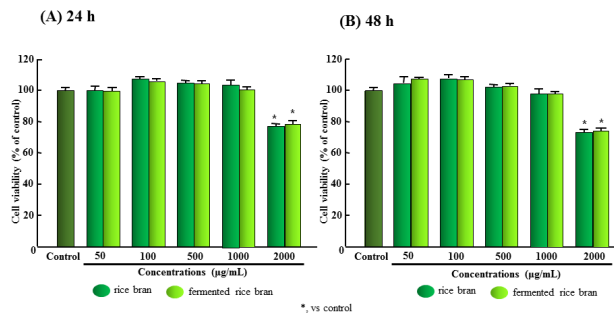 (A) 24 h
Cell viability (% of control)
120
100
80
60
40
20
0
* *
Control 50 100 500 1000 2000
Concentrations (μg/mL)
rice bran fermented rice bran
(B) 48 h
Cell viability (% of control)
120
100
80
60
40
20
0
* *
Control 50 100 500 1000 2000
Concentrations (μg/mL)
rice bran fermented rice bran
*, vs control